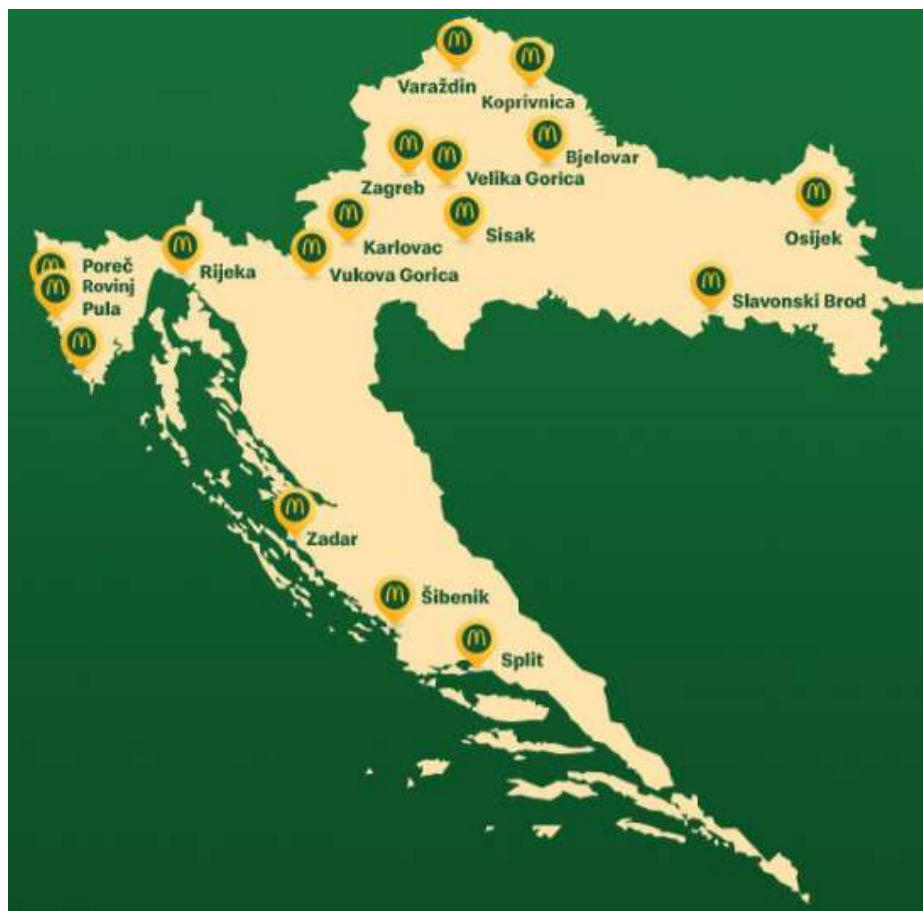 Varaždin
Koprivnica
Bjelovar
Zagreb
Velika Gorica
Karlovac
Sisak
Osijek
Poreč
Rijeka
Vukova Gorica
Rovinj
Pula
Slavonski Brod
Zadar
Šibenik
Split